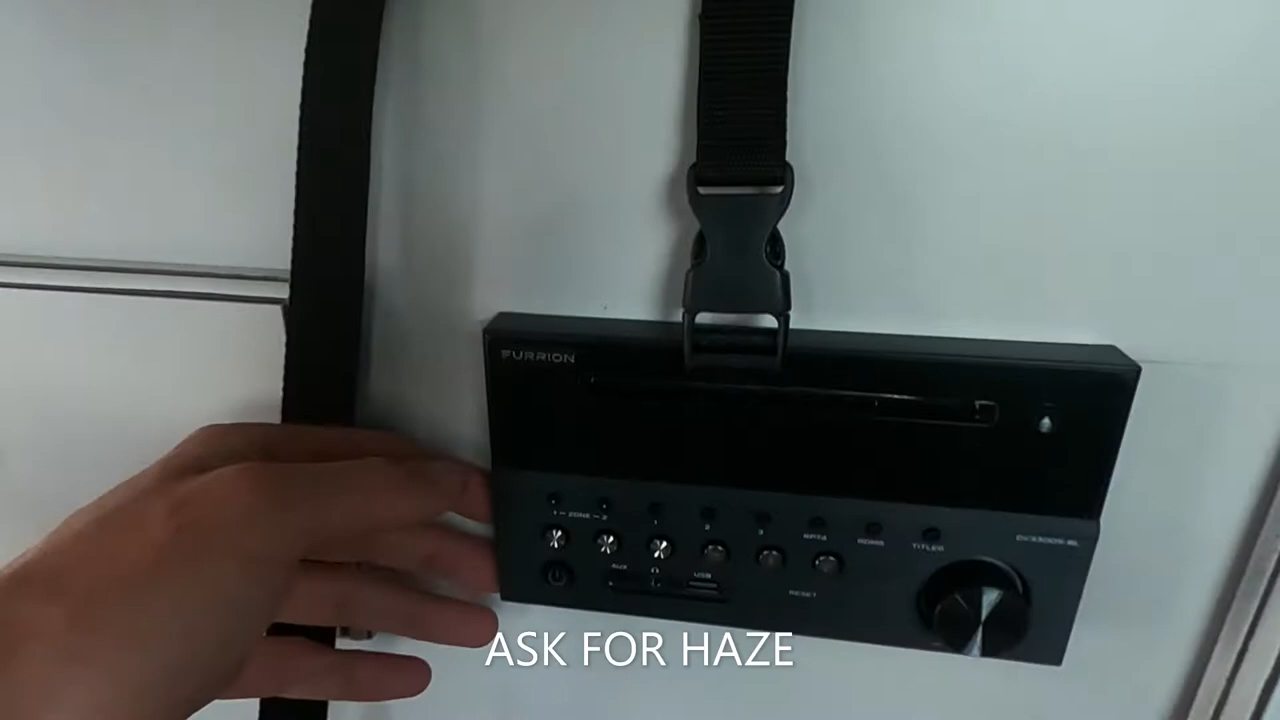 FURRION
1 - ZONE - 2
1
2
3
TITLES
AUX
USB
RESET
ASK FOR HAZE